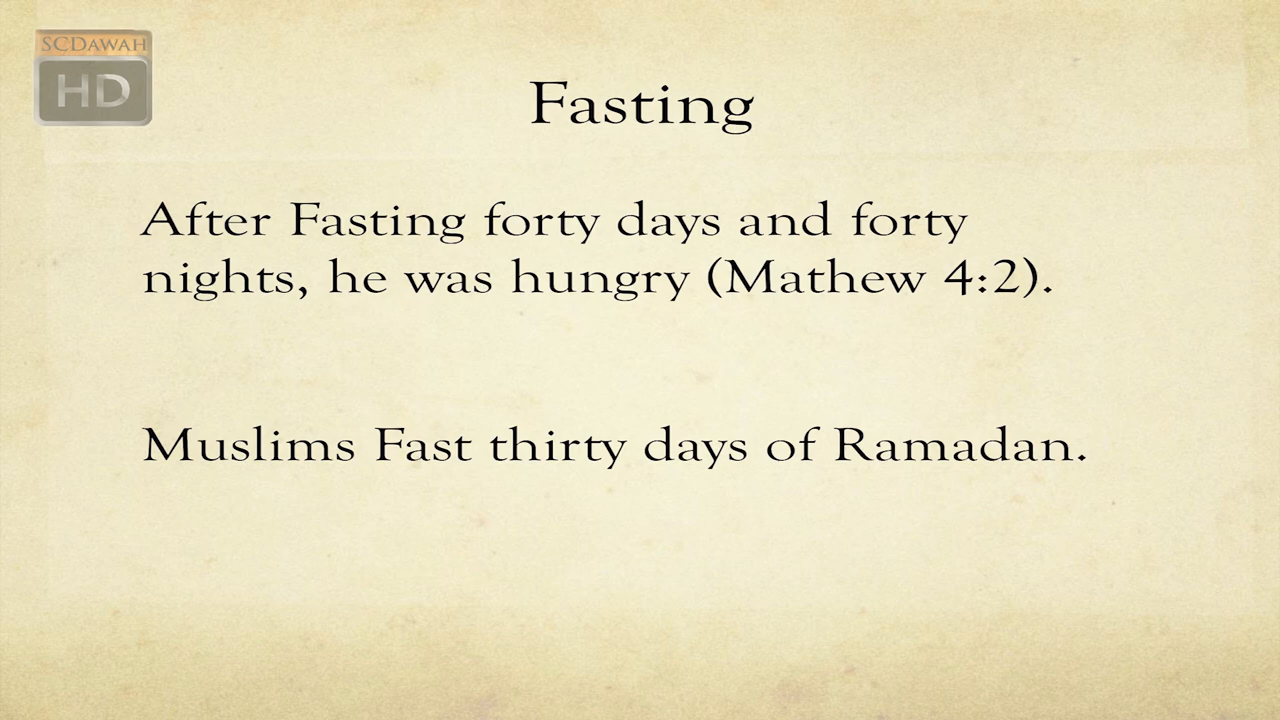 SCDAWAH
HD
Fasting
After Fasting forty days and forty
nights, he was hungry (Mathew 4:2).
Muslims Fast thirty days of Ramadan.